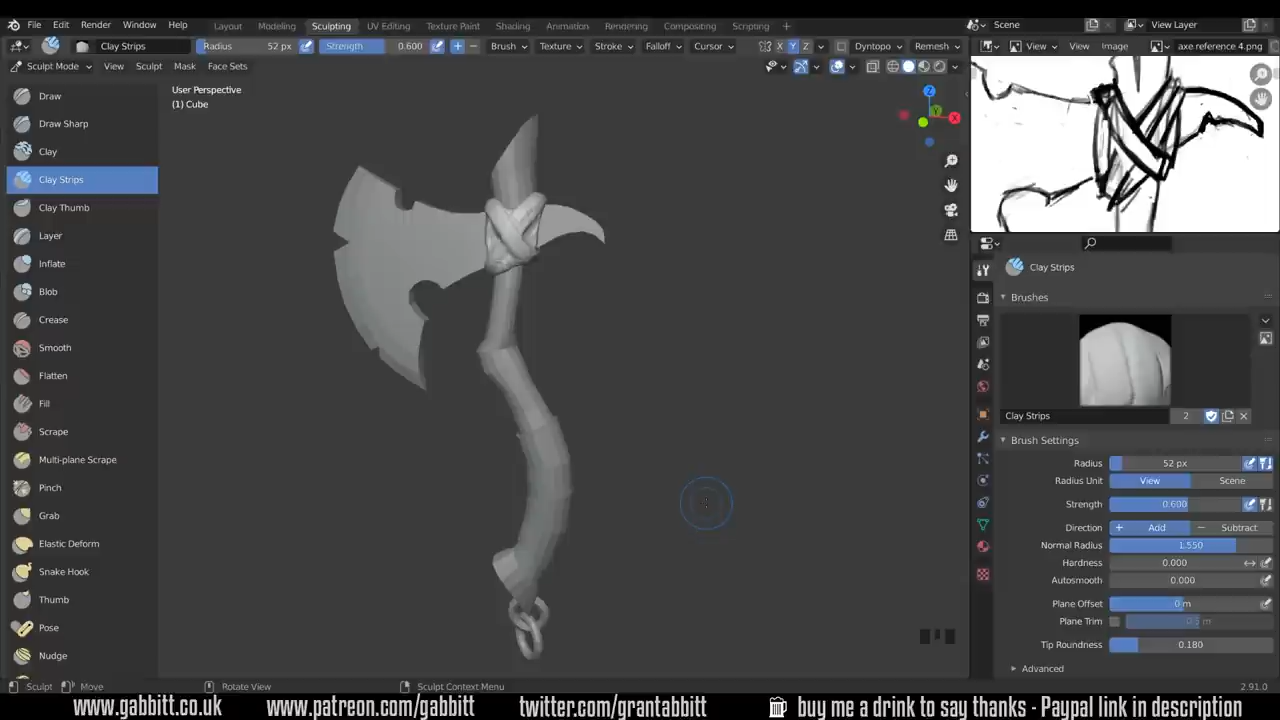 File Edit Render Window Help Layout Modeling Sculpting UV Editing Texture Paint Shading Animation Rendering Compositing Scripting + Scene View Layer
Clay Strips Radius 52 px Strength 0.600 + − Brush Texture Stroke Falloff Cursor X Y Z Dyntopo Remesh View View Image axe reference 4.png
Sculpt Mode View Sculpt Mask Face Sets
User Perspective
(1) Cube
Z
Y
X
Draw
Draw Sharp
Clay
Clay Strips
Clay Thumb
Layer
Inflate
Blob
Crease
Smooth
Flatten
Fill
Scrape
Multi-plane Scrape
Pinch
Grab
Elastic Deform
Snake Hook
Thumb
Pose
Nudge
Clay Strips
Brushes
Clay Strips 2
Brush Settings
Radius 52 px
Radius Unit View Scene
Strength 0.600
Direction + Add − Subtract
Normal Radius 1.550
Hardness 0.000
Autosmooth 0.000
Plane Offset 0 m
Plane Trim
Tip Roundness 0.180
Advanced
Sculpt Move Rotate View Sculpt Context Menu 2.91.0
www.gabbitt.co.uk www.patreon.com/gabbitt twitter.com/grantabbitt buy me a drink to say thanks - Paypal link in description